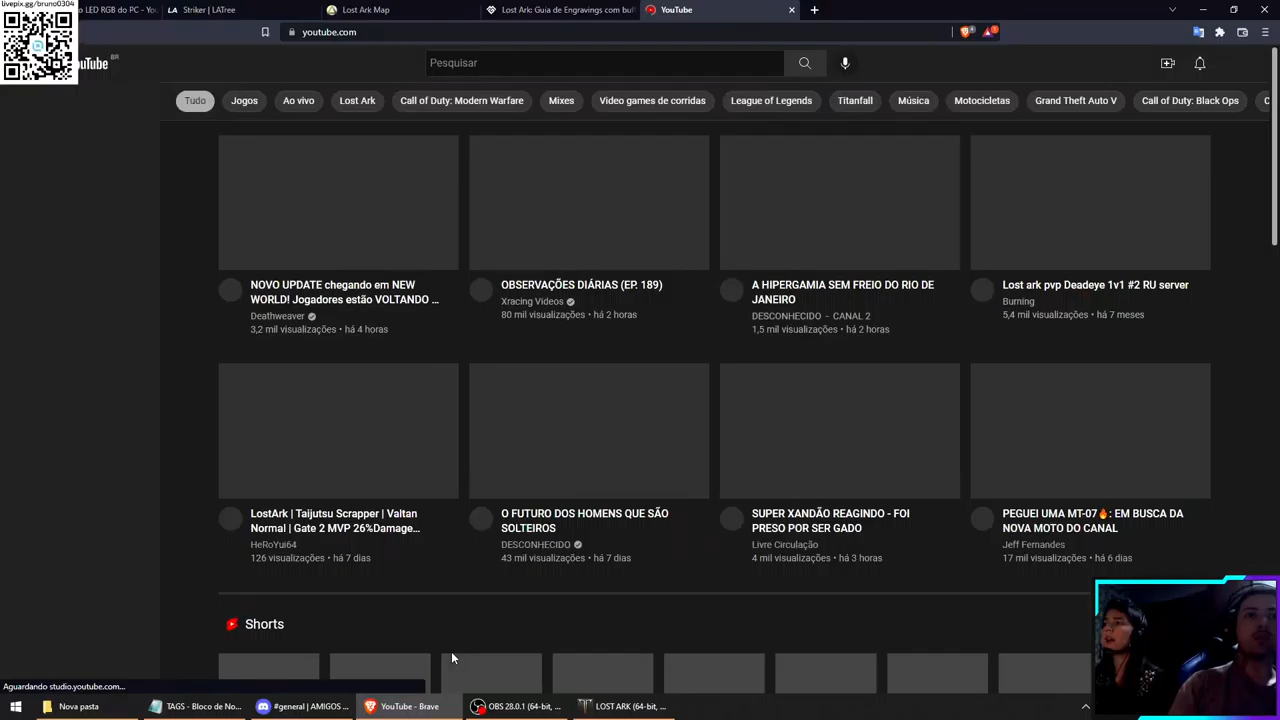 livepix.gg/bruno0304
LED RGB do PC - You
Striker | LATree
Lost Ark Map
Lost Ark: Guia de Engravings com buf
YouTube
youtube.com
uTube BR
Pesquisar
Tudo
Jogos
Ao vivo
Lost Ark
Call of Duty: Modern Warfare
Mixes
Video games de corridas
League of Legends
Titanfall
Música
Motocicletas
Grand Theft Auto V
Call of Duty: Black Ops
NOVO UPDATE chegando em NEW
WORLD! Jogadores estão VOLTANDO ...
Deathweaver
3,2 mil visualizações • há 4 horas
OBSERVAÇÕES DIÁRIAS (EP. 189)
Xracing Videos
80 mil visualizações • há 2 horas
A HIPERGAMIA SEM FREIO DO RIO DE
JANEIRO
DESCONHECIDO - CANAL 2
1,5 mil visualizações • há 2 horas
Lost ark pvp Deadeye 1v1 #2 RU server
Burning
5,4 mil visualizações • há 7 meses
LostArk | Taijutsu Scrapper | Valtan
Normal | Gate 2 MVP 26%Damage...
HeRoYui64
126 visualizações • há 7 dias
O FUTURO DOS HOMENS QUE SÃO
SOLTEIROS
DESCONHECIDO
43 mil visualizações • há 7 dias
SUPER XANDÃO REAGINDO - FOI
PRESO POR SER GADO
Livre Circulação
4 mil visualizações • há 3 horas
PEGUEI UMA MT-07🔥: EM BUSCA DA
NOVA MOTO DO CANAL
Jeff Fernandes
17 mil visualizações • há 6 dias
Shorts
Aguardando studio.youtube.com...
Nova pasta
TAGS - Bloco de No...
#general | AMIGOS ...
YouTube - Brave
OBS 28.0.1 (64-bit, ...
LOST ARK (64-bit, ...